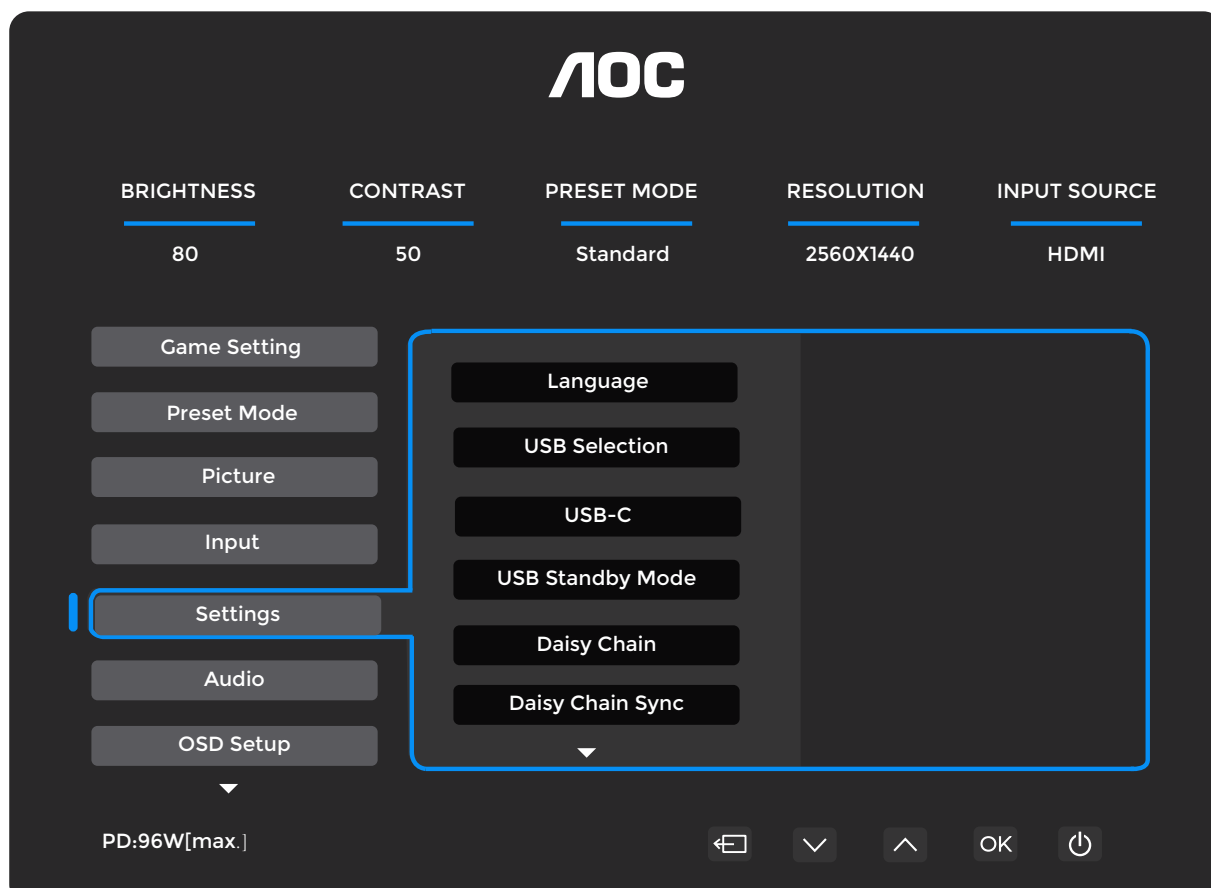 AOC
BRIGHTNESS CONTRAST PRESET MODE RESOLUTION INPUT SOURCE
80 50 Standard 2560X1440 HDMI
Game Setting
Preset Mode
Picture
Input
Settings
Audio
OSD Setup
Language
USB Selection
USB-C
USB Standby Mode
Daisy Chain
Daisy Chain Sync
PD:96W[max.]
OK